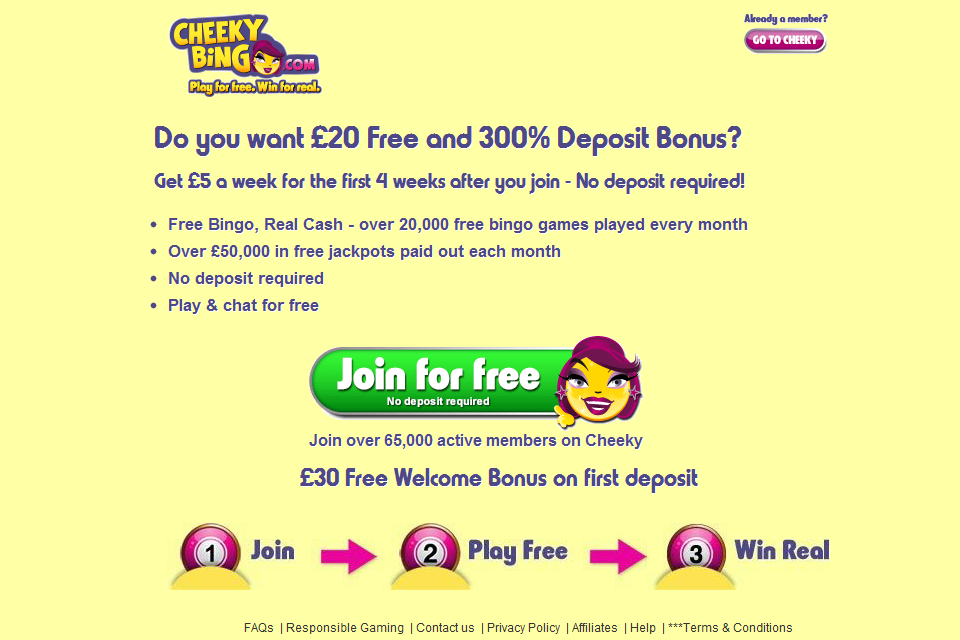 CHEEKY
BiNGO.COM
Play for free. Win for real.
Already a member?
GO TO CHEEKY
Do you want £20 Free and 300% Deposit Bonus?
Get £5 a week for the first 4 weeks after you join - No deposit required!
• Free Bingo, Real Cash - over 20,000 free bingo games played every month
• Over £50,000 in free jackpots paid out each month
• No deposit required
• Play & chat for free
Join for free
No deposit required
Join over 65,000 active members on Cheeky
£30 Free Welcome Bonus on first deposit
1 Join 2 Play Free 3 Win Real
FAQs | Responsible Gaming | Contact us | Privacy Policy | Affiliates | Help | ***Terms & Conditions